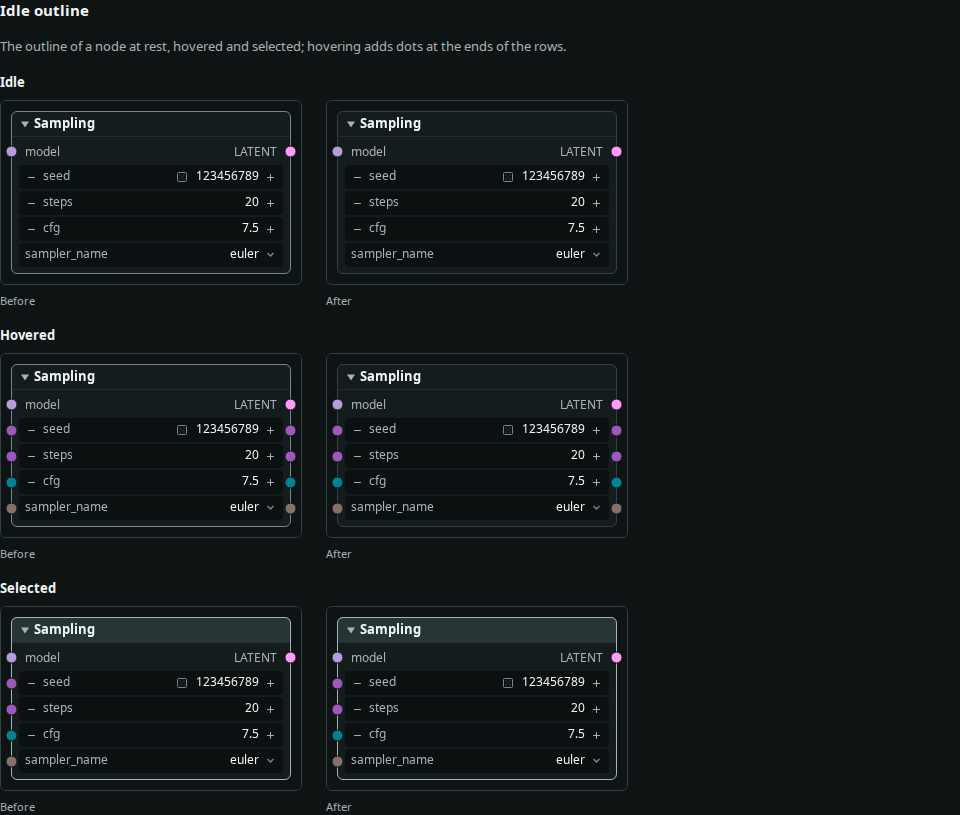 Idle outline
The outline of a node at rest, hovered and selected; hovering adds dots at the ends of the rows.
Idle
Sampling
model LATENT
– seed 123456789 +
– steps 20 +
– cfg 7.5 +
sampler_name euler
Before
Sampling
model LATENT
– seed 123456789 +
– steps 20 +
– cfg 7.5 +
sampler_name euler
After
Hovered
Sampling
model LATENT
– seed 123456789 +
– steps 20 +
– cfg 7.5 +
sampler_name euler
Before
Sampling
model LATENT
– seed 123456789 +
– steps 20 +
– cfg 7.5 +
sampler_name euler
After
Selected
Sampling
model LATENT
– seed 123456789 +
– steps 20 +
– cfg 7.5 +
sampler_name euler
Before
Sampling
model LATENT
– seed 123456789 +
– steps 20 +
– cfg 7.5 +
sampler_name euler
After